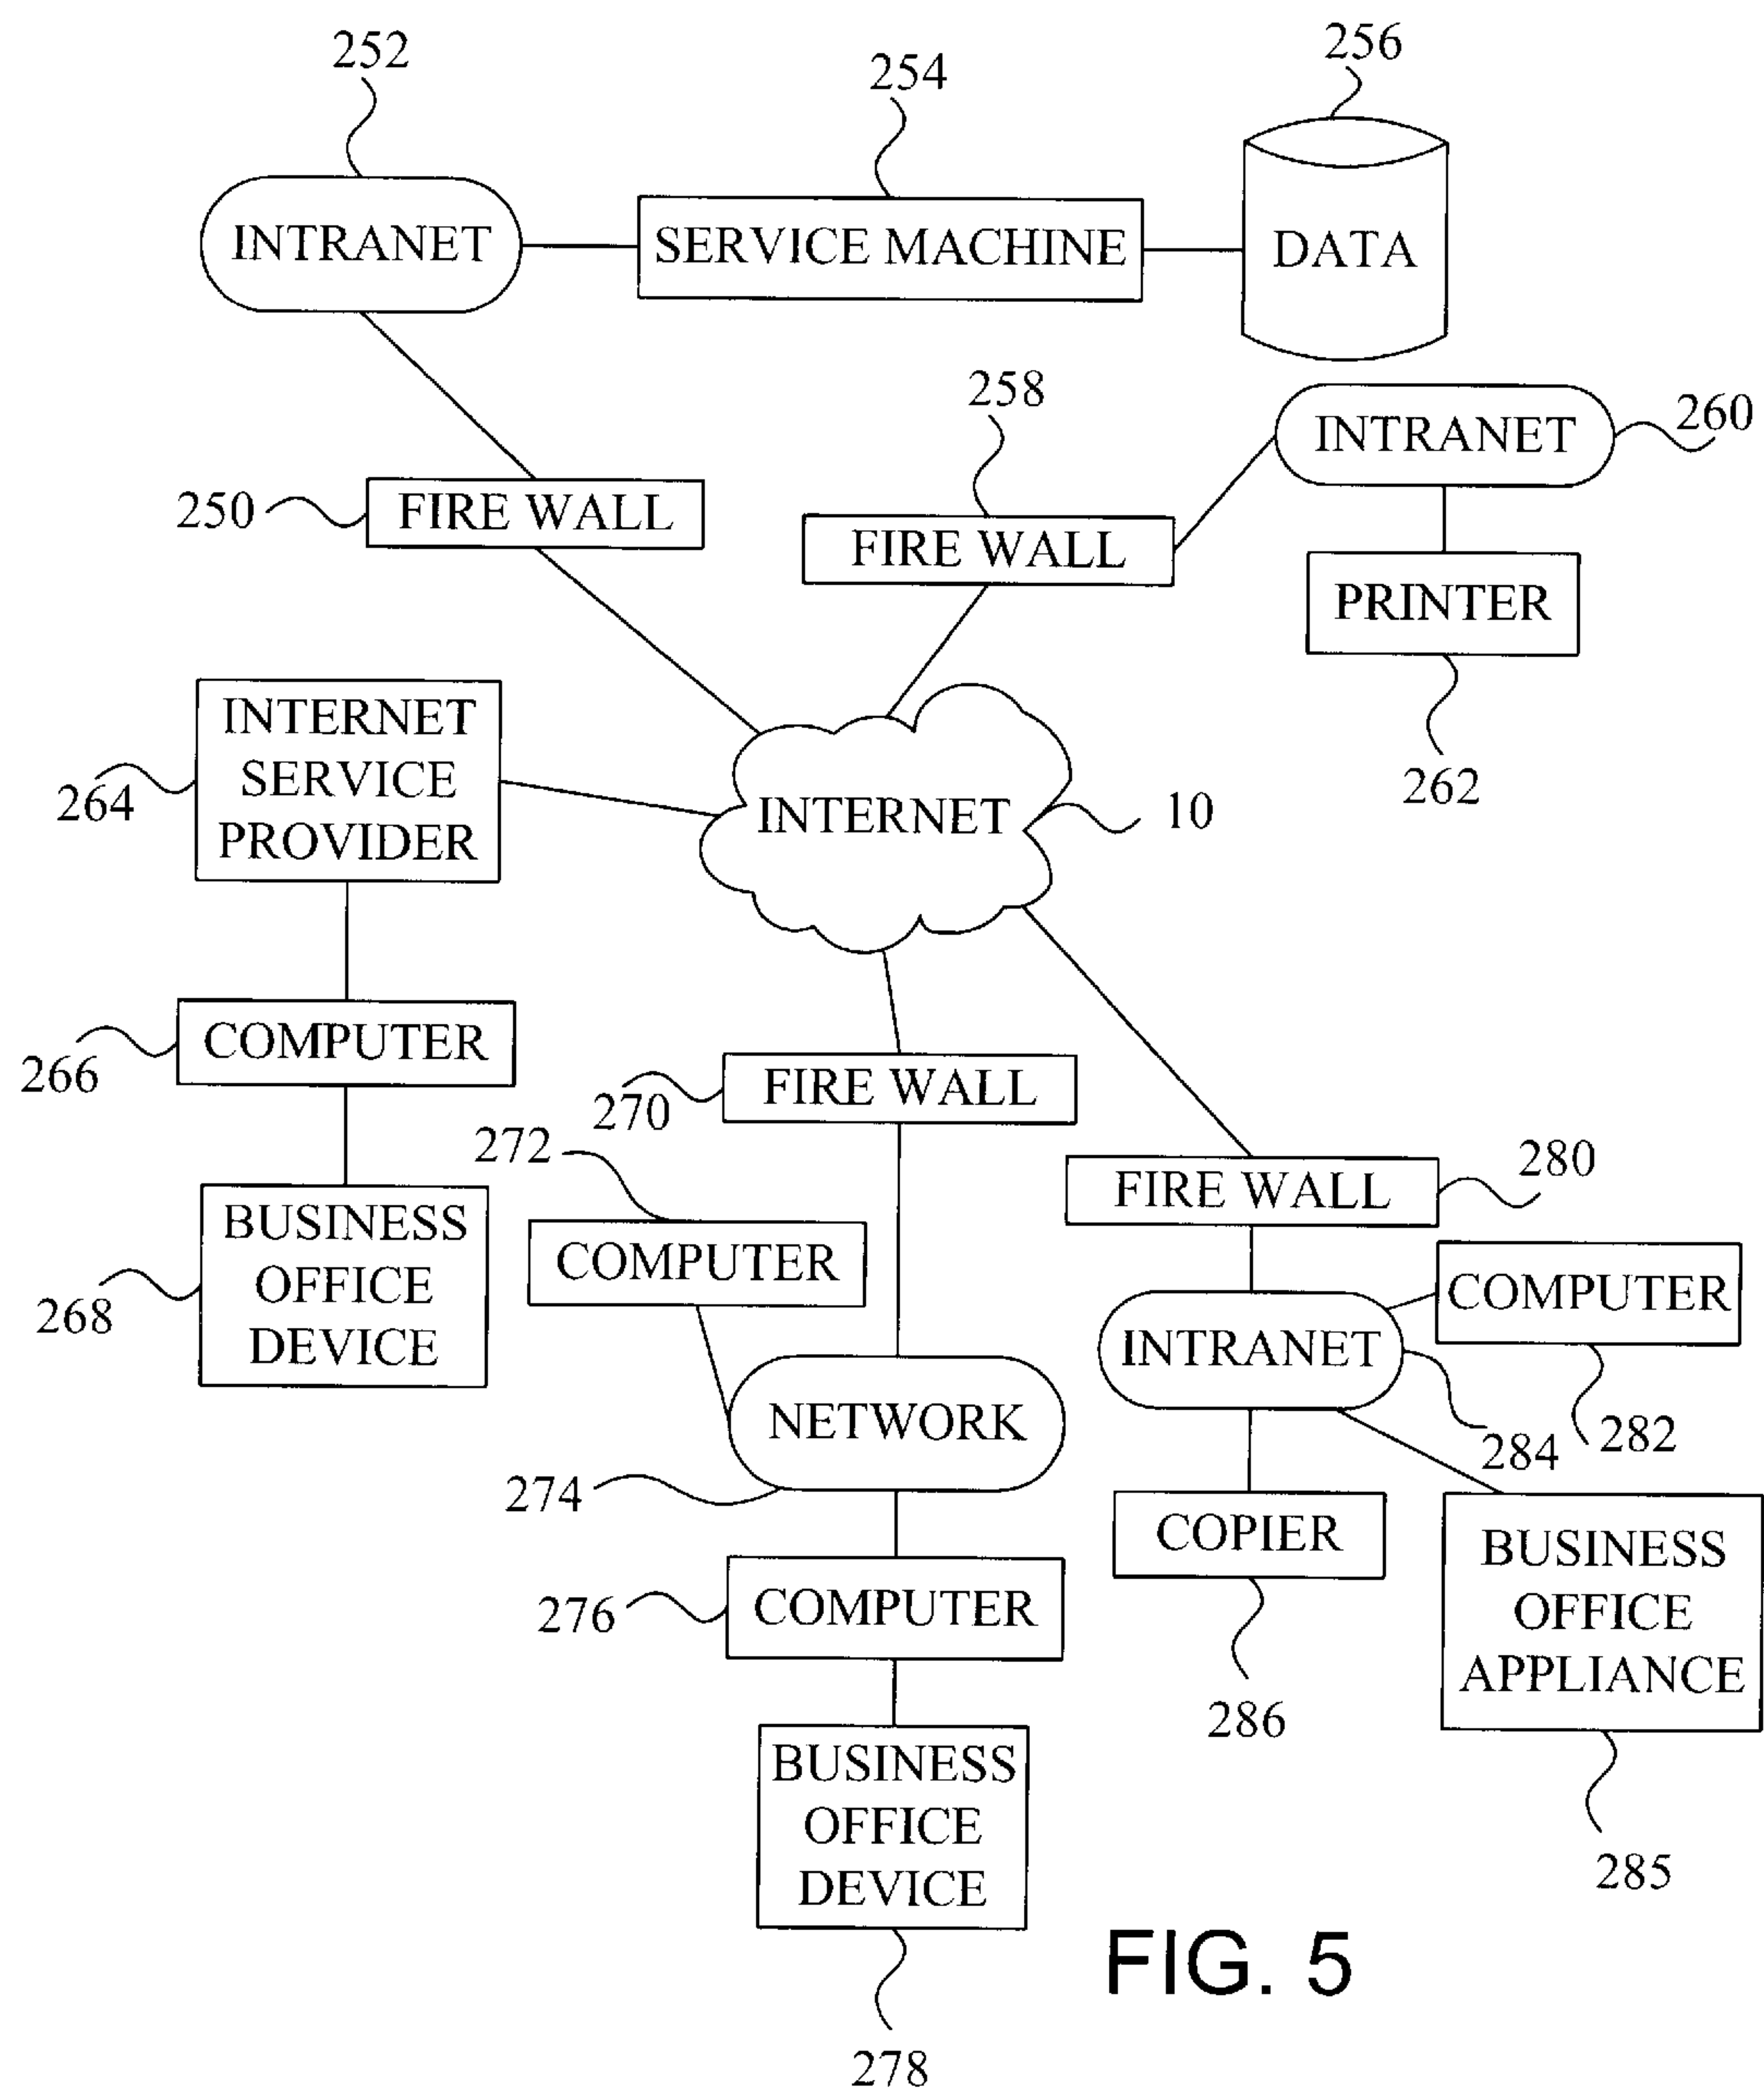 252
254
256
INTRANET
SERVICE MACHINE
DATA
258
INTRANET
260
250
FIRE WALL
FIRE WALL
PRINTER
262
INTERNET
SERVICE
PROVIDER
264
INTERNET
10
COMPUTER
266
FIRE WALL
270
272
280
FIRE WALL
BUSINESS
OFFICE
DEVICE
268
COMPUTER
COMPUTER
282
INTRANET
284
NETWORK
274
COPIER
286
BUSINESS
OFFICE
APPLIANCE
285
COMPUTER
276
BUSINESS
OFFICE
DEVICE
278
FIG. 5